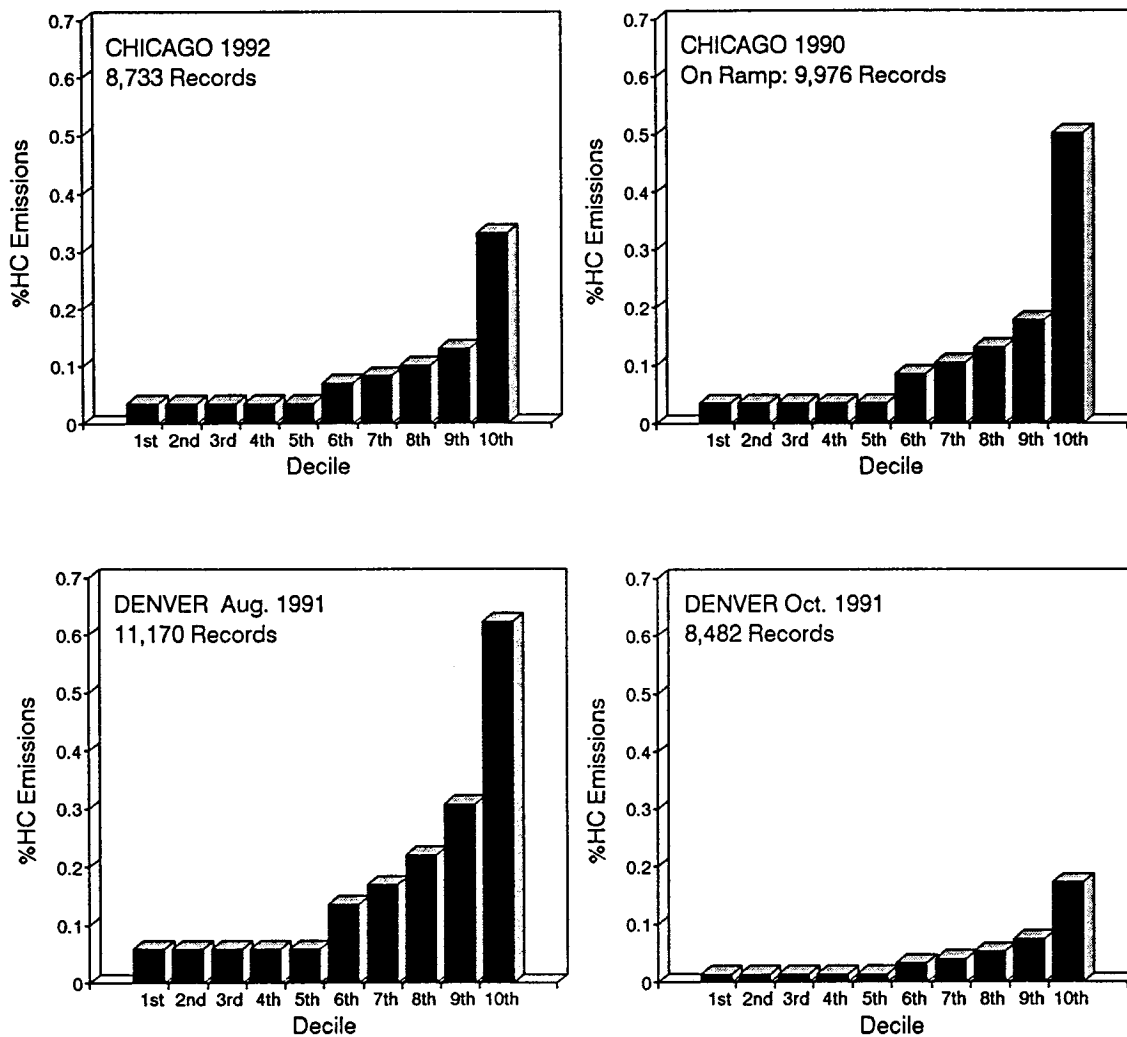 CHICAGO 1992
8,733 Records
%HC Emissions
0.7
0.6
0.5
0.4
0.3
0.2
0.1
0
1st 2nd 3rd 4th 5th 6th 7th 8th 9th 10th
Decile
CHICAGO 1990
On Ramp: 9,976 Records
%HC Emissions
0.7
0.6
0.5
0.4
0.3
0.2
0.1
0
1st 2nd 3rd 4th 5th 6th 7th 8th 9th 10th
Decile
DENVER Aug. 1991
11,170 Records
%HC Emissions
0.7
0.6
0.5
0.4
0.3
0.2
0.1
0
1st 2nd 3rd 4th 5th 6th 7th 8th 9th 10th
Decile
DENVER Oct. 1991
8,482 Records
%HC Emissions
0.7
0.6
0.5
0.4
0.3
0.2
0.1
0
1st 2nd 3rd 4th 5th 6th 7th 8th 9th 10th
Decile